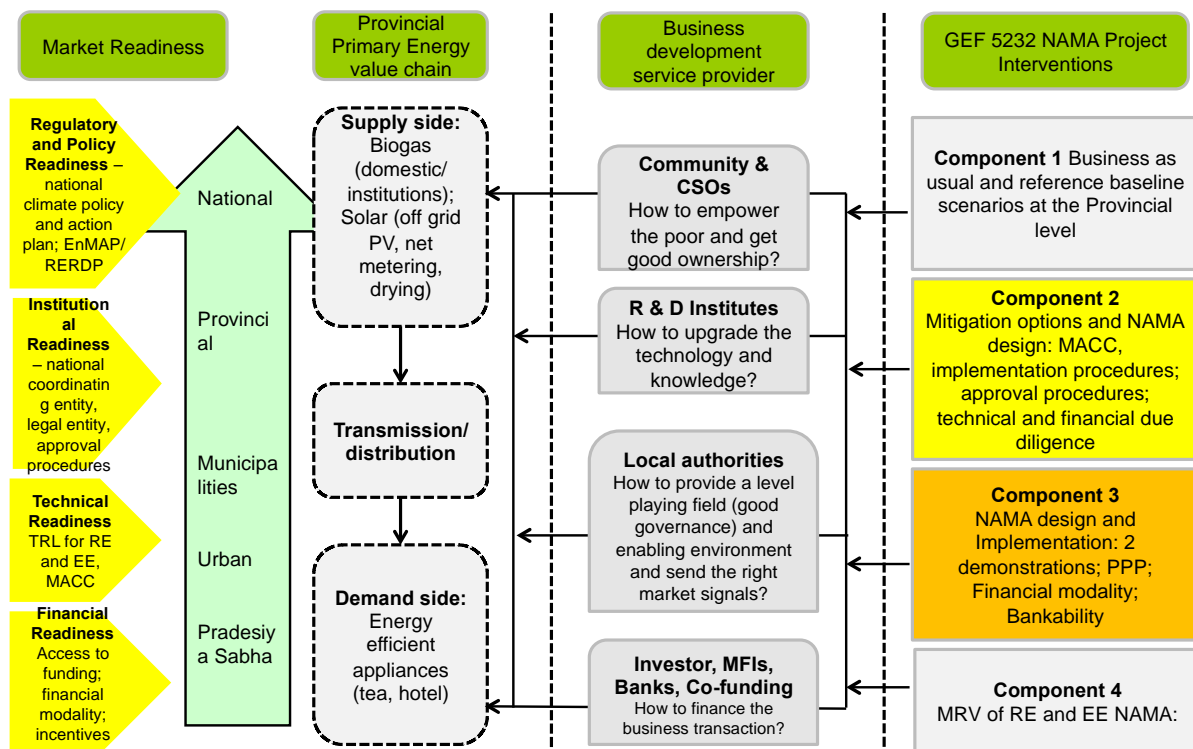 Market Readiness
Provincial
Primary Energy
value chain
Business
development
service provider
GEF 5232 NAMA Project
Interventions
Regulatory
and Policy
Readiness –
national
climate policy
and action
plan; EnMAP/
RERDP
Institution
al
Readiness
– national
coordinatin
g entity,
legal entity,
approval
procedures
Technical
Readiness
TRL for RE
and EE,
MACC
Financial
Readiness
Access to
funding;
financial
modality;
incentives
National
Provinci
al
Municipa
lities
Urban
Pradesiy
a Sabha
Supply side:
Biogas
(domestic/
institutions);
Solar (off grid
PV, net
metering,
drying)
Transmission/
distribution
Demand side:
Energy
efficient
appliances
(tea, hotel)
Community &
CSOs
How to empower
the poor and get
good ownership?
R & D Institutes
How to upgrade the
technology and
knowledge?
Local authorities
How to provide a level
playing field (good
governance) and
enabling environment
and send the right
market signals?
Investor, MFIs,
Banks, Co-funding
How to finance the
business transaction?
Component 1 Business as
usual and reference baseline
scenarios at the Provincial
level
Component 2
Mitigation options and NAMA
design: MACC,
implementation procedures;
approval procedures;
technical and financial due
diligence
Component 3
NAMA design and
Implementation: 2
demonstrations; PPP;
Financial modality;
Bankability
Component 4
MRV of RE and EE NAMA: